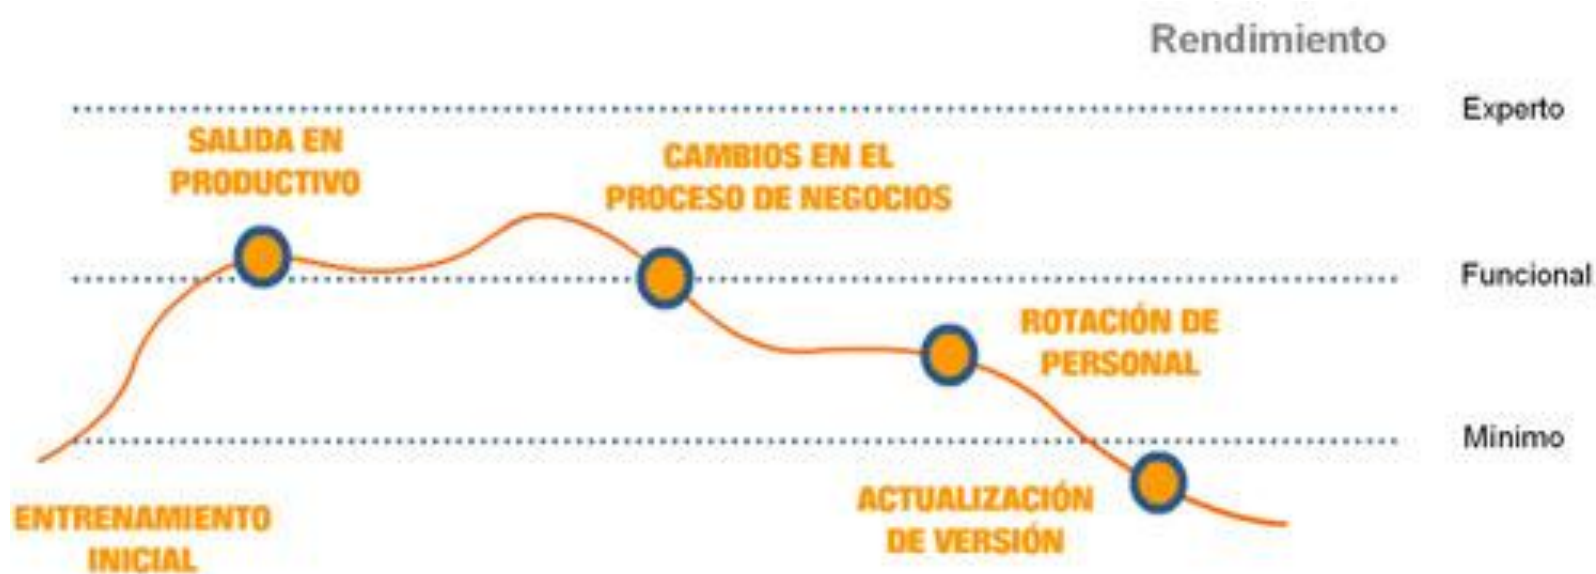 Rendimiento
Experto
SALIDA EN
PRODUCTIVO
CAMBIOS EN EL
PROCESO DE NEGOCIOS
Funcional
ROTACIÓN DE
PERSONAL
Mínimo
ACTUALIZACIÓN
DE VERSIÓN
ENTRENAMIENTO
INICIAL